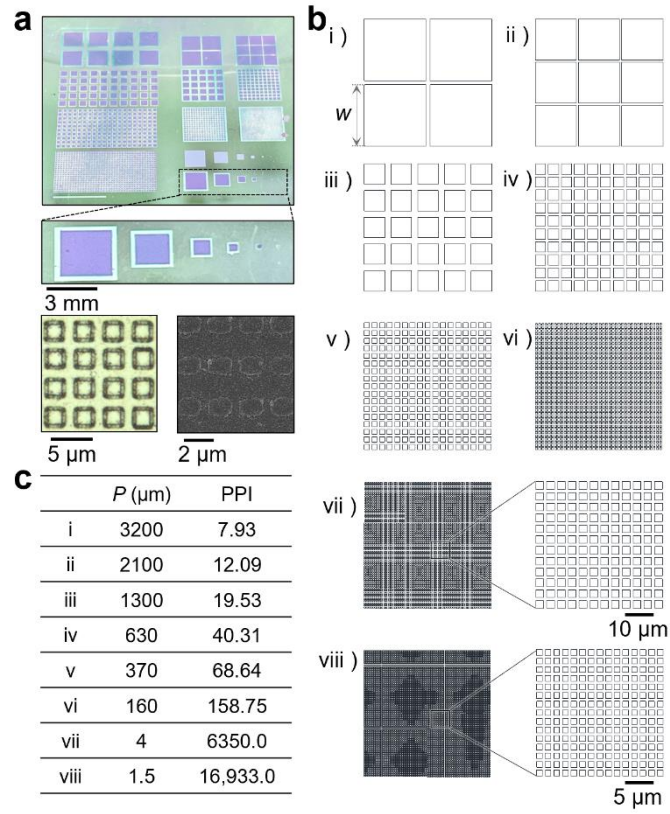 a
3 mm
5 µm
2 µm
b
i )
w
ii )
iii )
iv )
v )
vi )
vii )
10 µm
viii )
5 µm
c
P (µm) PPI
i 3200 7.93
ii 2100 12.09
iii 1300 19.53
iv 630 40.31
v 370 68.64
vi 160 158.75
vii 4 6350.0
viii 1.5 16,933.0